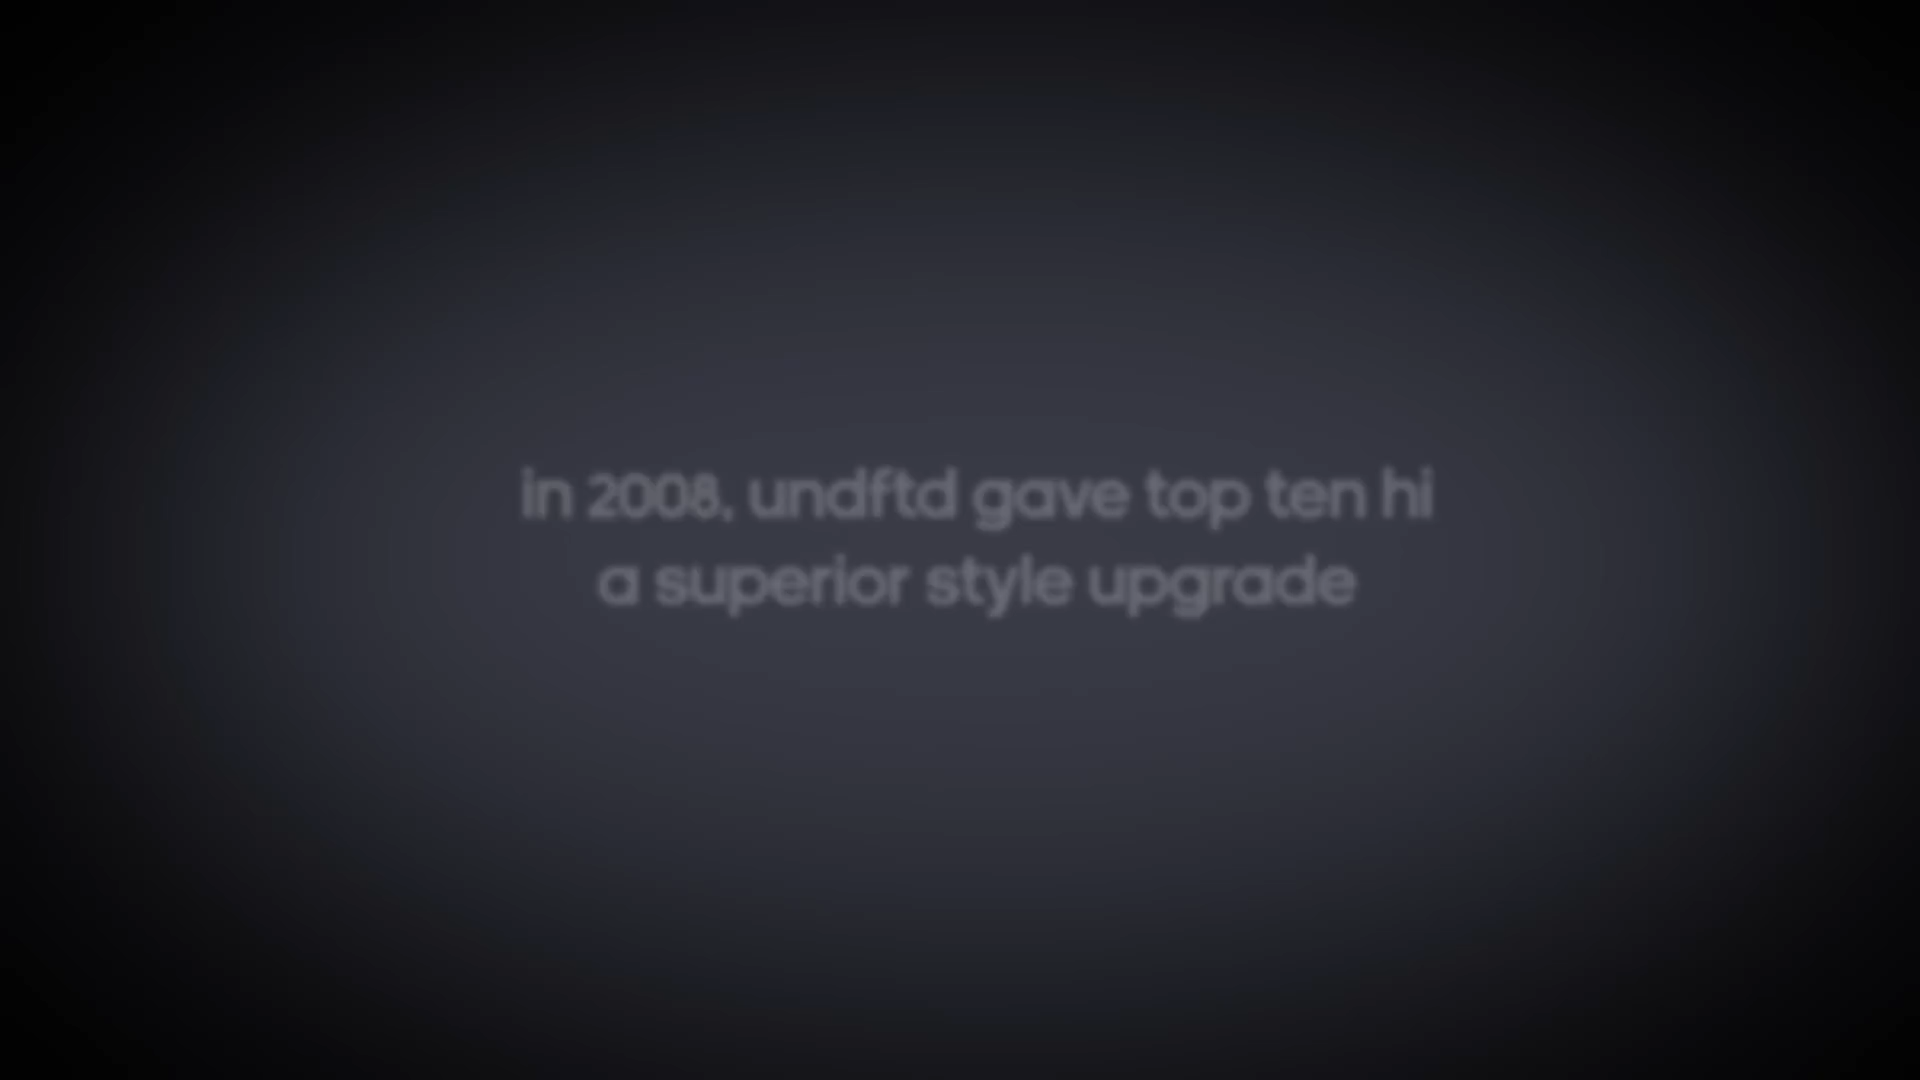 in 2008, undftd gave top ten hi
a superior style upgrade